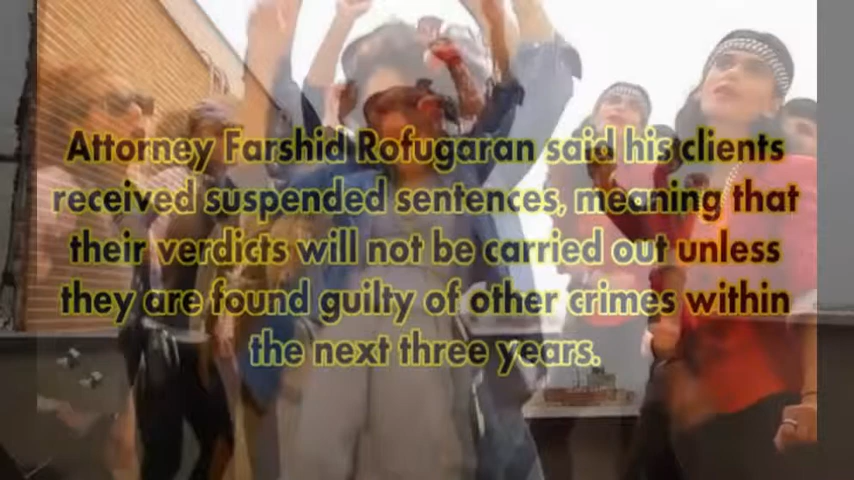 Attorney Farshid Rofugaran said his clients
received suspended sentences, meaning that
their verdicts will not be carried out unless
they are found guilty of other crimes within
the next three years.